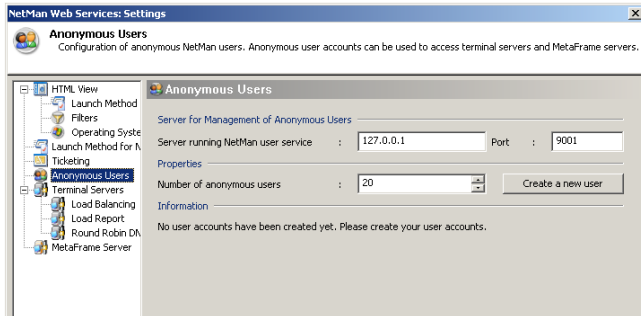 NetMan Web Services: Settings
Anonymous Users
Configuration of anonymous NetMan users. Anonymous user accounts can be used to access terminal servers and MetaFrame servers.
HTML View
Launch Method
Filters
Operating Syste
Launch Method for N
Ticketing
Anonymous Users
Terminal Servers
Load Balancing
Load Report
Round Robin DN
MetaFrame Server
Anonymous Users
Server for Management of Anonymous Users
Server running NetMan user service : 127.0.0.1 Port : 9001
Properties
Number of anonymous users : 20 Create a new user
Information
No user accounts have been created yet. Please create your user accounts.